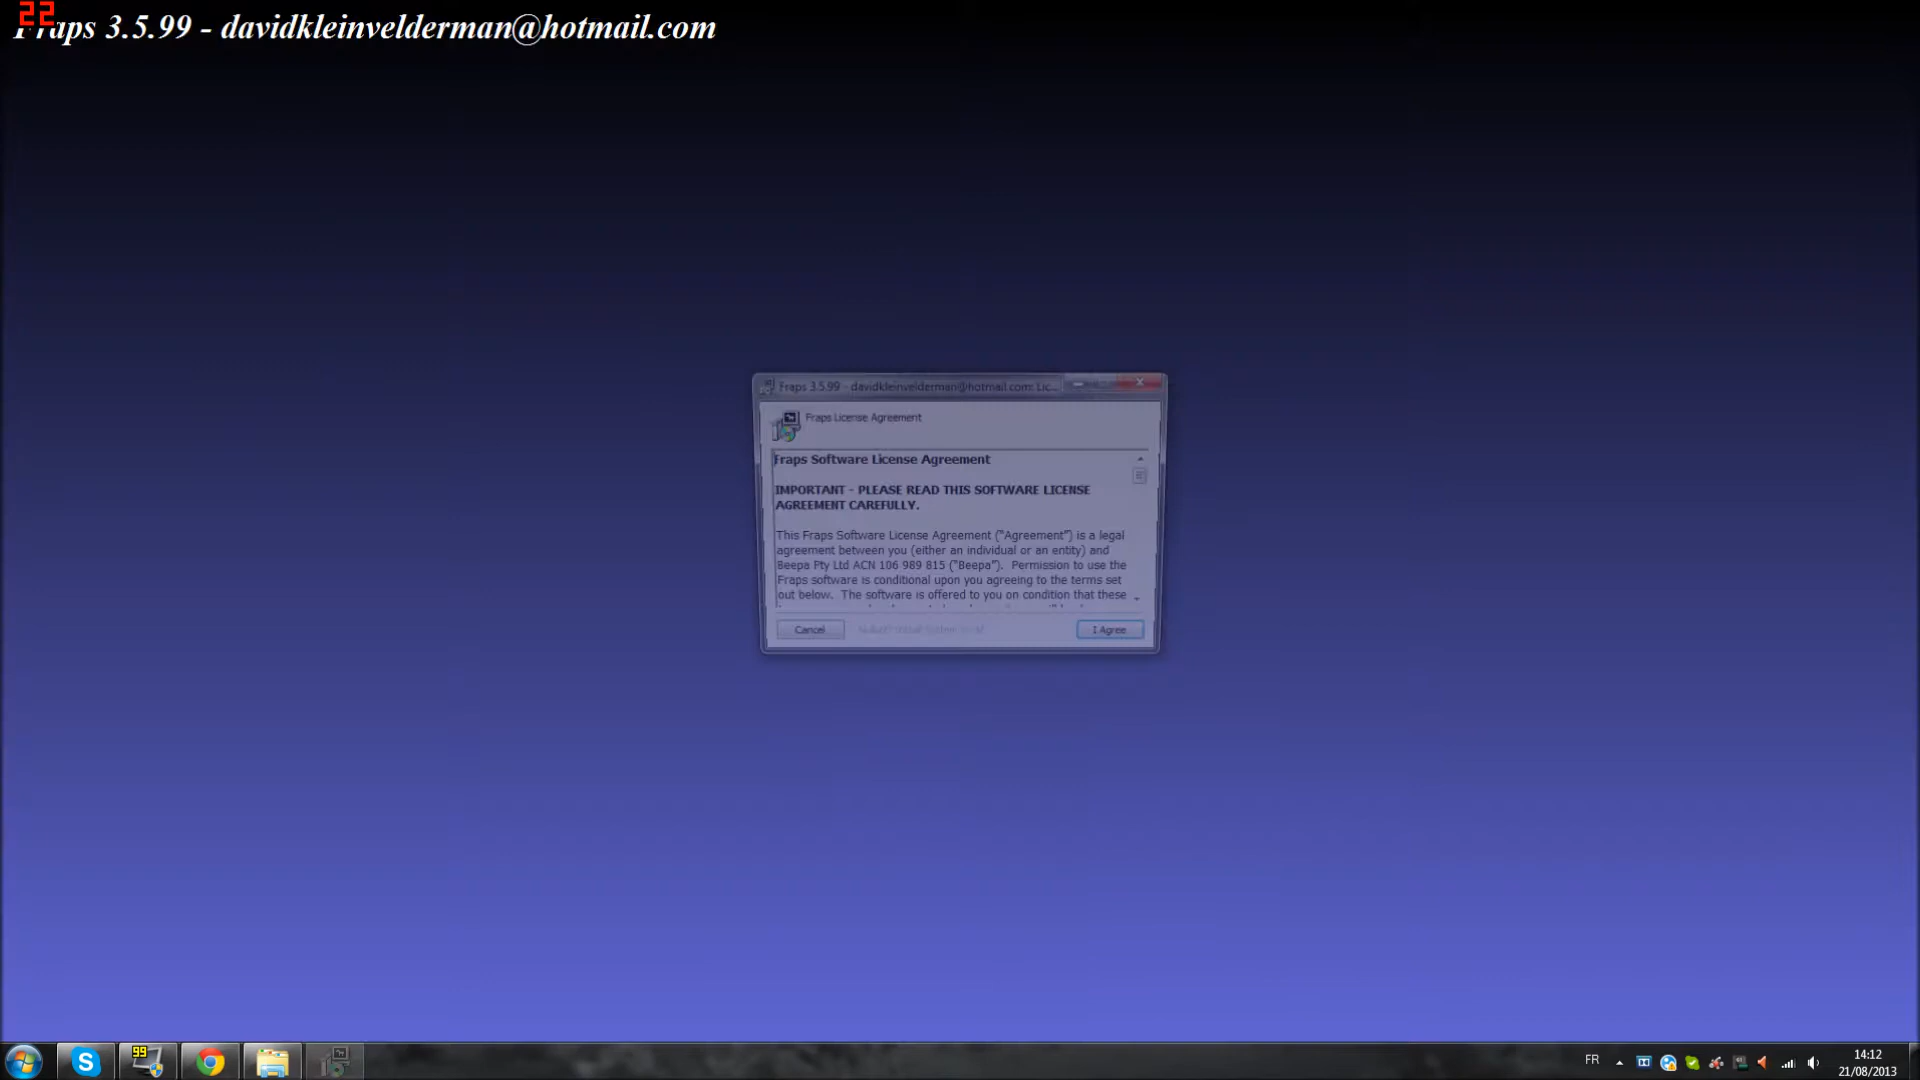 22
Fraps 3.5.99 - davidkleinvelderman@hotmail.com
Fraps 3.5.99 - davidkleinvelderman@hotmail.com: Lic...
Fraps License Agreement
Fraps Software License Agreement
IMPORTANT - PLEASE READ THIS SOFTWARE LICENSE
AGREEMENT CAREFULLY.
This Fraps Software License Agreement ("Agreement") is a legal
agreement between you (either an individual or an entity) and
Beepa Pty Ltd ACN 106 989 815 ("Beepa"). Permission to use the
Fraps software is conditional upon you agreeing to the terms set
out below. The software is offered to you on condition that these
Cancel
I Agree
99
FR
14:12
21/08/2013